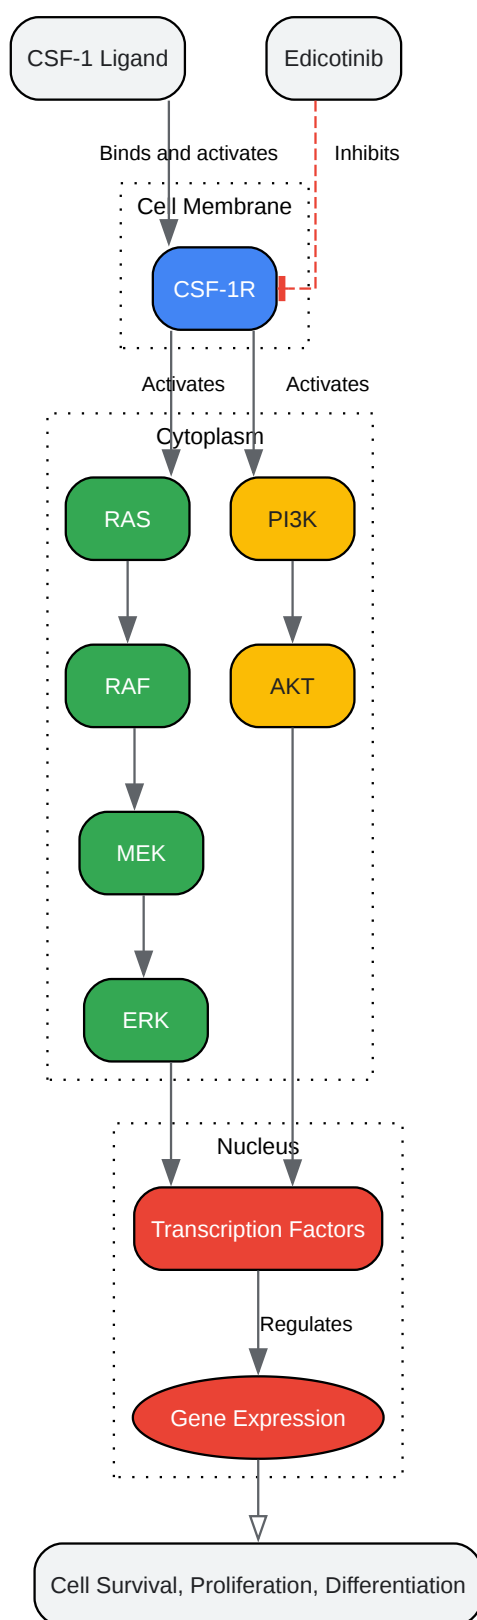 CSF-1 Ligand
Edicotinib
Binds and activates
Inhibits
Cell Membrane
CSF-1R
Activates
Activates
Cytoplasm
RAS
PI3K
RAF
AKT
MEK
ERK
Nucleus
Transcription Factors
Regulates
Gene Expression
Cell Survival, Proliferation, Differentiation